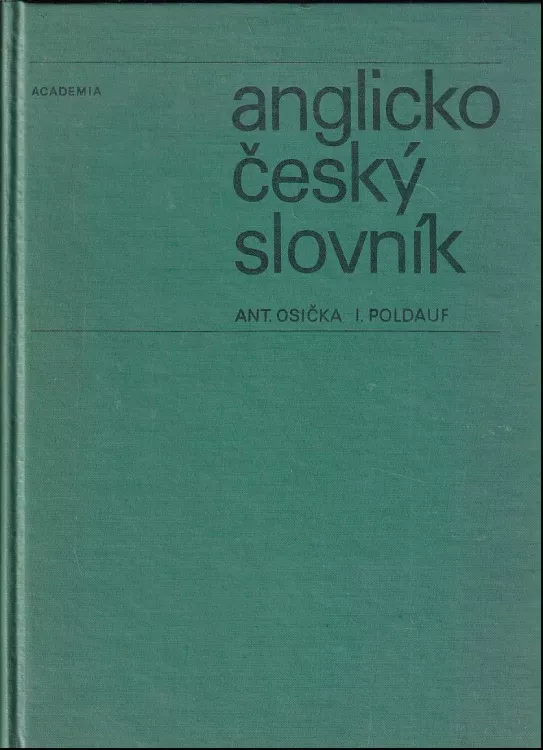 ACADEMIA
anglicko
český
slovník
ANT. OSIČKA I. POLDAUF